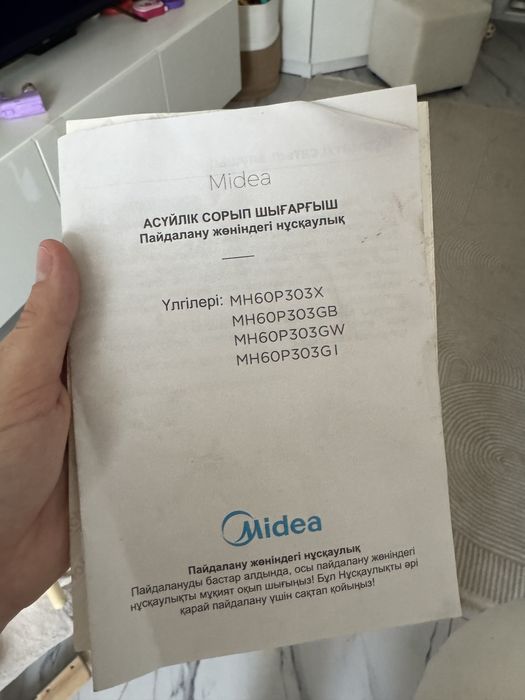 Midea
АСҮЙЛІК СОРЫП ШЫҒАРҒЫШ
Пайдалану жөніндегі нұсқаулық
Үлгілері: MH60P303X
MH60P303GB
MH60P303GW
MH60P303GI
Midea
Пайдалану жөніндегі нұсқаулық
Пайдалануды бастар алдында, осы пайдалану жөніндегі
нұсқаулықты мұқият оқып шығыңыз! Бұл Нұсқаулықты әрі
қарай пайдалану үшін сақтап қойыңыз!